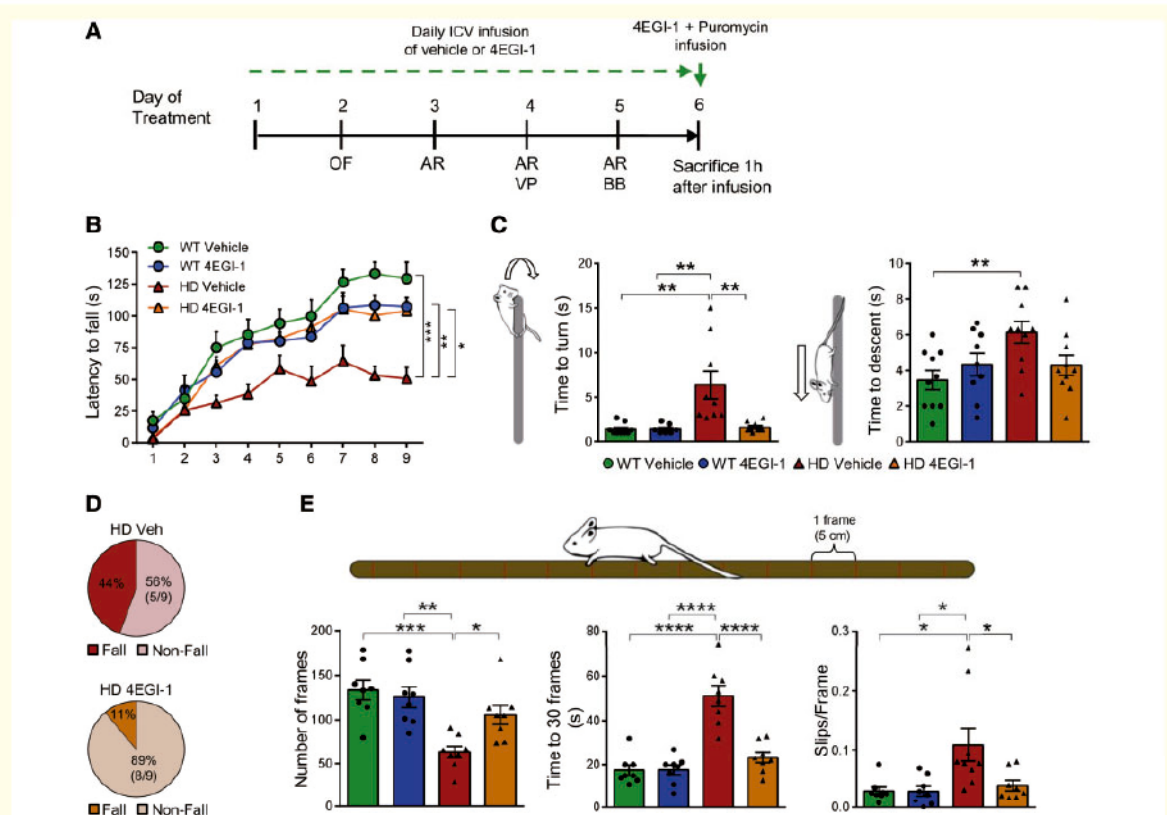 A
Daily ICV infusion
of vehicle or 4EGI-1
4EGI-1 + Puromycin
infusion
Day of
Treatment
1 2 3 4 5 6
OF AR AR AR
VP BB
Sacrifice 1h
after infusion
B
WT Vehicle
WT 4EGI-1
HD Vehicle
HD 4EGI-1
Latency to fall (s)
150
125
100
75
50
25
0
1 2 3 4 5 6 7 8 9
***
**
*
C
Time to turn (s)
20
15
10
5
0
**
** **
Time to descent (s)
10
8
6
4
2
0
**
WT Vehicle WT 4EGI-1 HD Vehicle HD 4EGI-1
D
HD Veh
44%
56%
(5/9)
Fall Non-Fall
HD 4EGI-1
11%
89%
(8/9)
Fall Non-Fall
E
1 frame
(5 cm)
Number of frames
200
150
100
50
0
**
*** *
Time to 30 frames
(s)
80
60
40
20
0
****
**** ****
Slips/Frame
0.3
0.2
0.1
0.0
*
* *